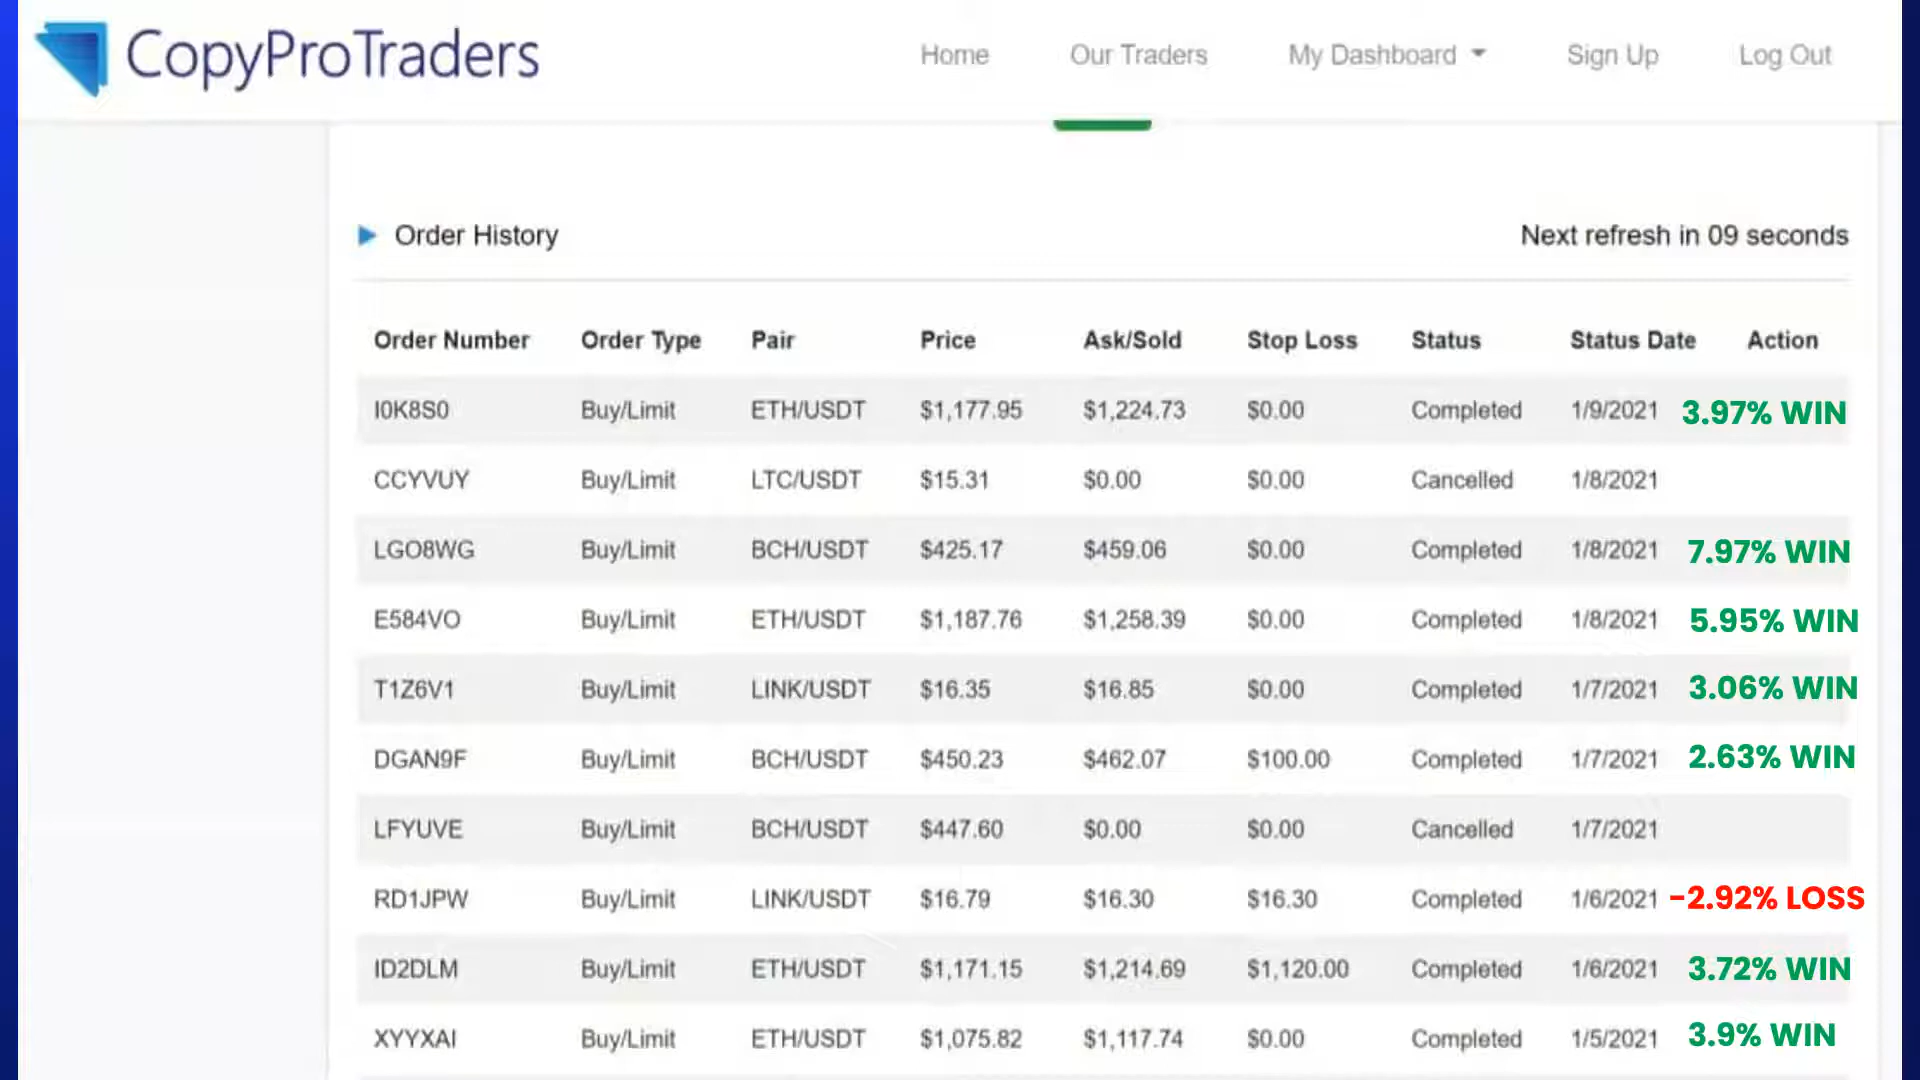 CopyProTraders
Home Our Traders My Dashboard Sign Up Log Out
Order History Next refresh in 09 seconds
Order Number Order Type Pair Price Ask/Sold Stop Loss Status Status Date Action
I0K8S0 Buy/Limit ETH/USDT $1,177.95 $1,224.73 $0.00 Completed 1/9/2021 3.97% WIN
CCYVUY Buy/Limit LTC/USDT $15.31 $0.00 $0.00 Cancelled 1/8/2021
LGO8WG Buy/Limit BCH/USDT $425.17 $459.06 $0.00 Completed 1/8/2021 7.97% WIN
E584VO Buy/Limit ETH/USDT $1,187.76 $1,258.39 $0.00 Completed 1/8/2021 5.95% WIN
T1Z6V1 Buy/Limit LINK/USDT $16.35 $16.85 $0.00 Completed 1/7/2021 3.06% WIN
DGAN9F Buy/Limit BCH/USDT $450.23 $462.07 $100.00 Completed 1/7/2021 2.63% WIN
LFYUVE Buy/Limit BCH/USDT $447.60 $0.00 $0.00 Cancelled 1/7/2021
RD1JPW Buy/Limit LINK/USDT $16.79 $16.30 $16.30 Completed 1/6/2021 -2.92% LOSS
ID2DLM Buy/Limit ETH/USDT $1,171.15 $1,214.69 $1,120.00 Completed 1/6/2021 3.72% WIN
XYYXAI Buy/Limit ETH/USDT $1,075.82 $1,117.74 $0.00 Completed 1/5/2021 3.9% WIN